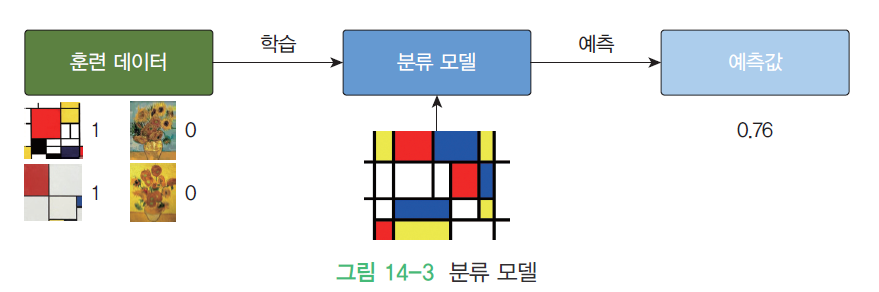 훈련 데이터
학습
분류 모델
예측
예측값
1
0
1
0
0.76
그림 14-3 분류 모델